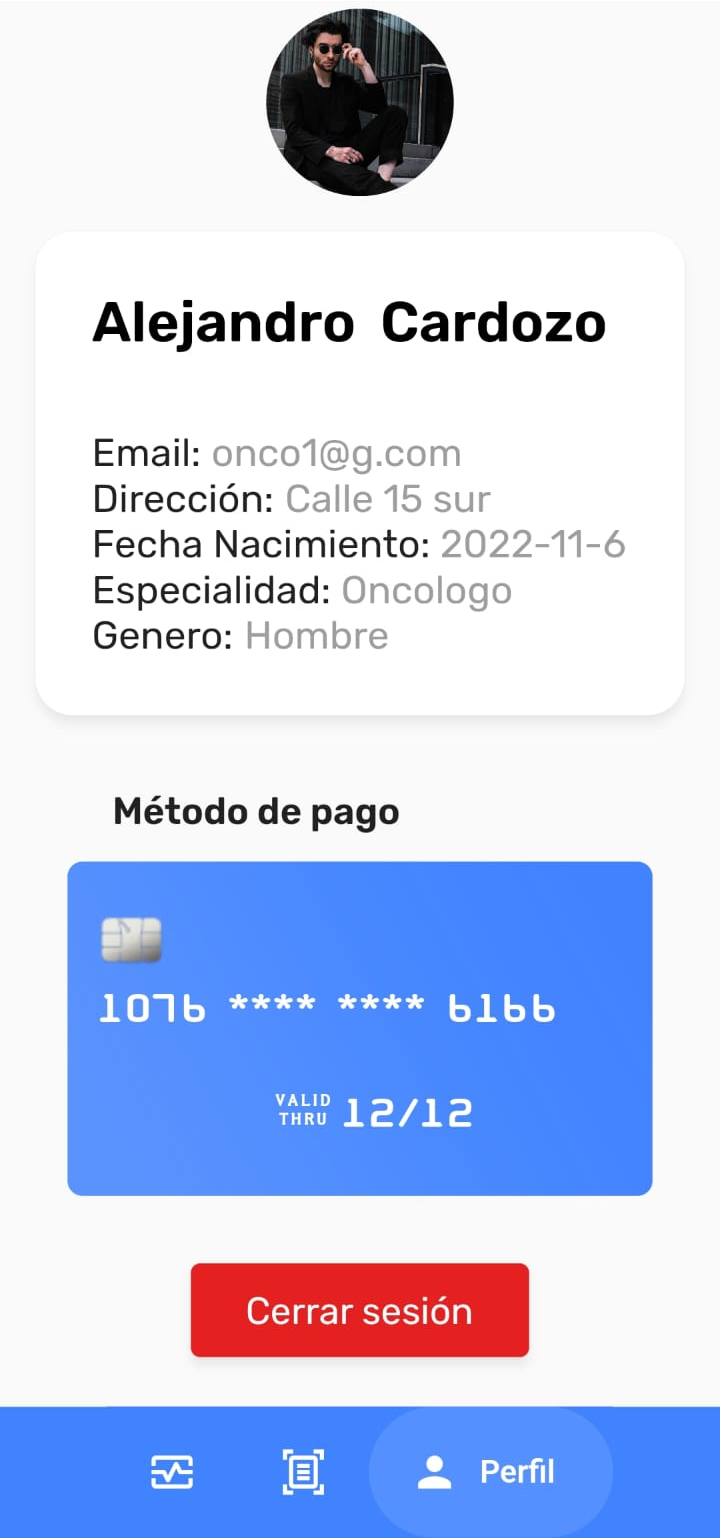 Alejandro Cardozo
Email: onco1@g.com
Dirección: Calle 15 sur
Fecha Nacimiento: 2022-11-6
Especialidad: Oncologo
Genero: Hombre
Método de pago
1076 **** **** 6166
VALID
THRU 12/12
Cerrar sesión
Perfil